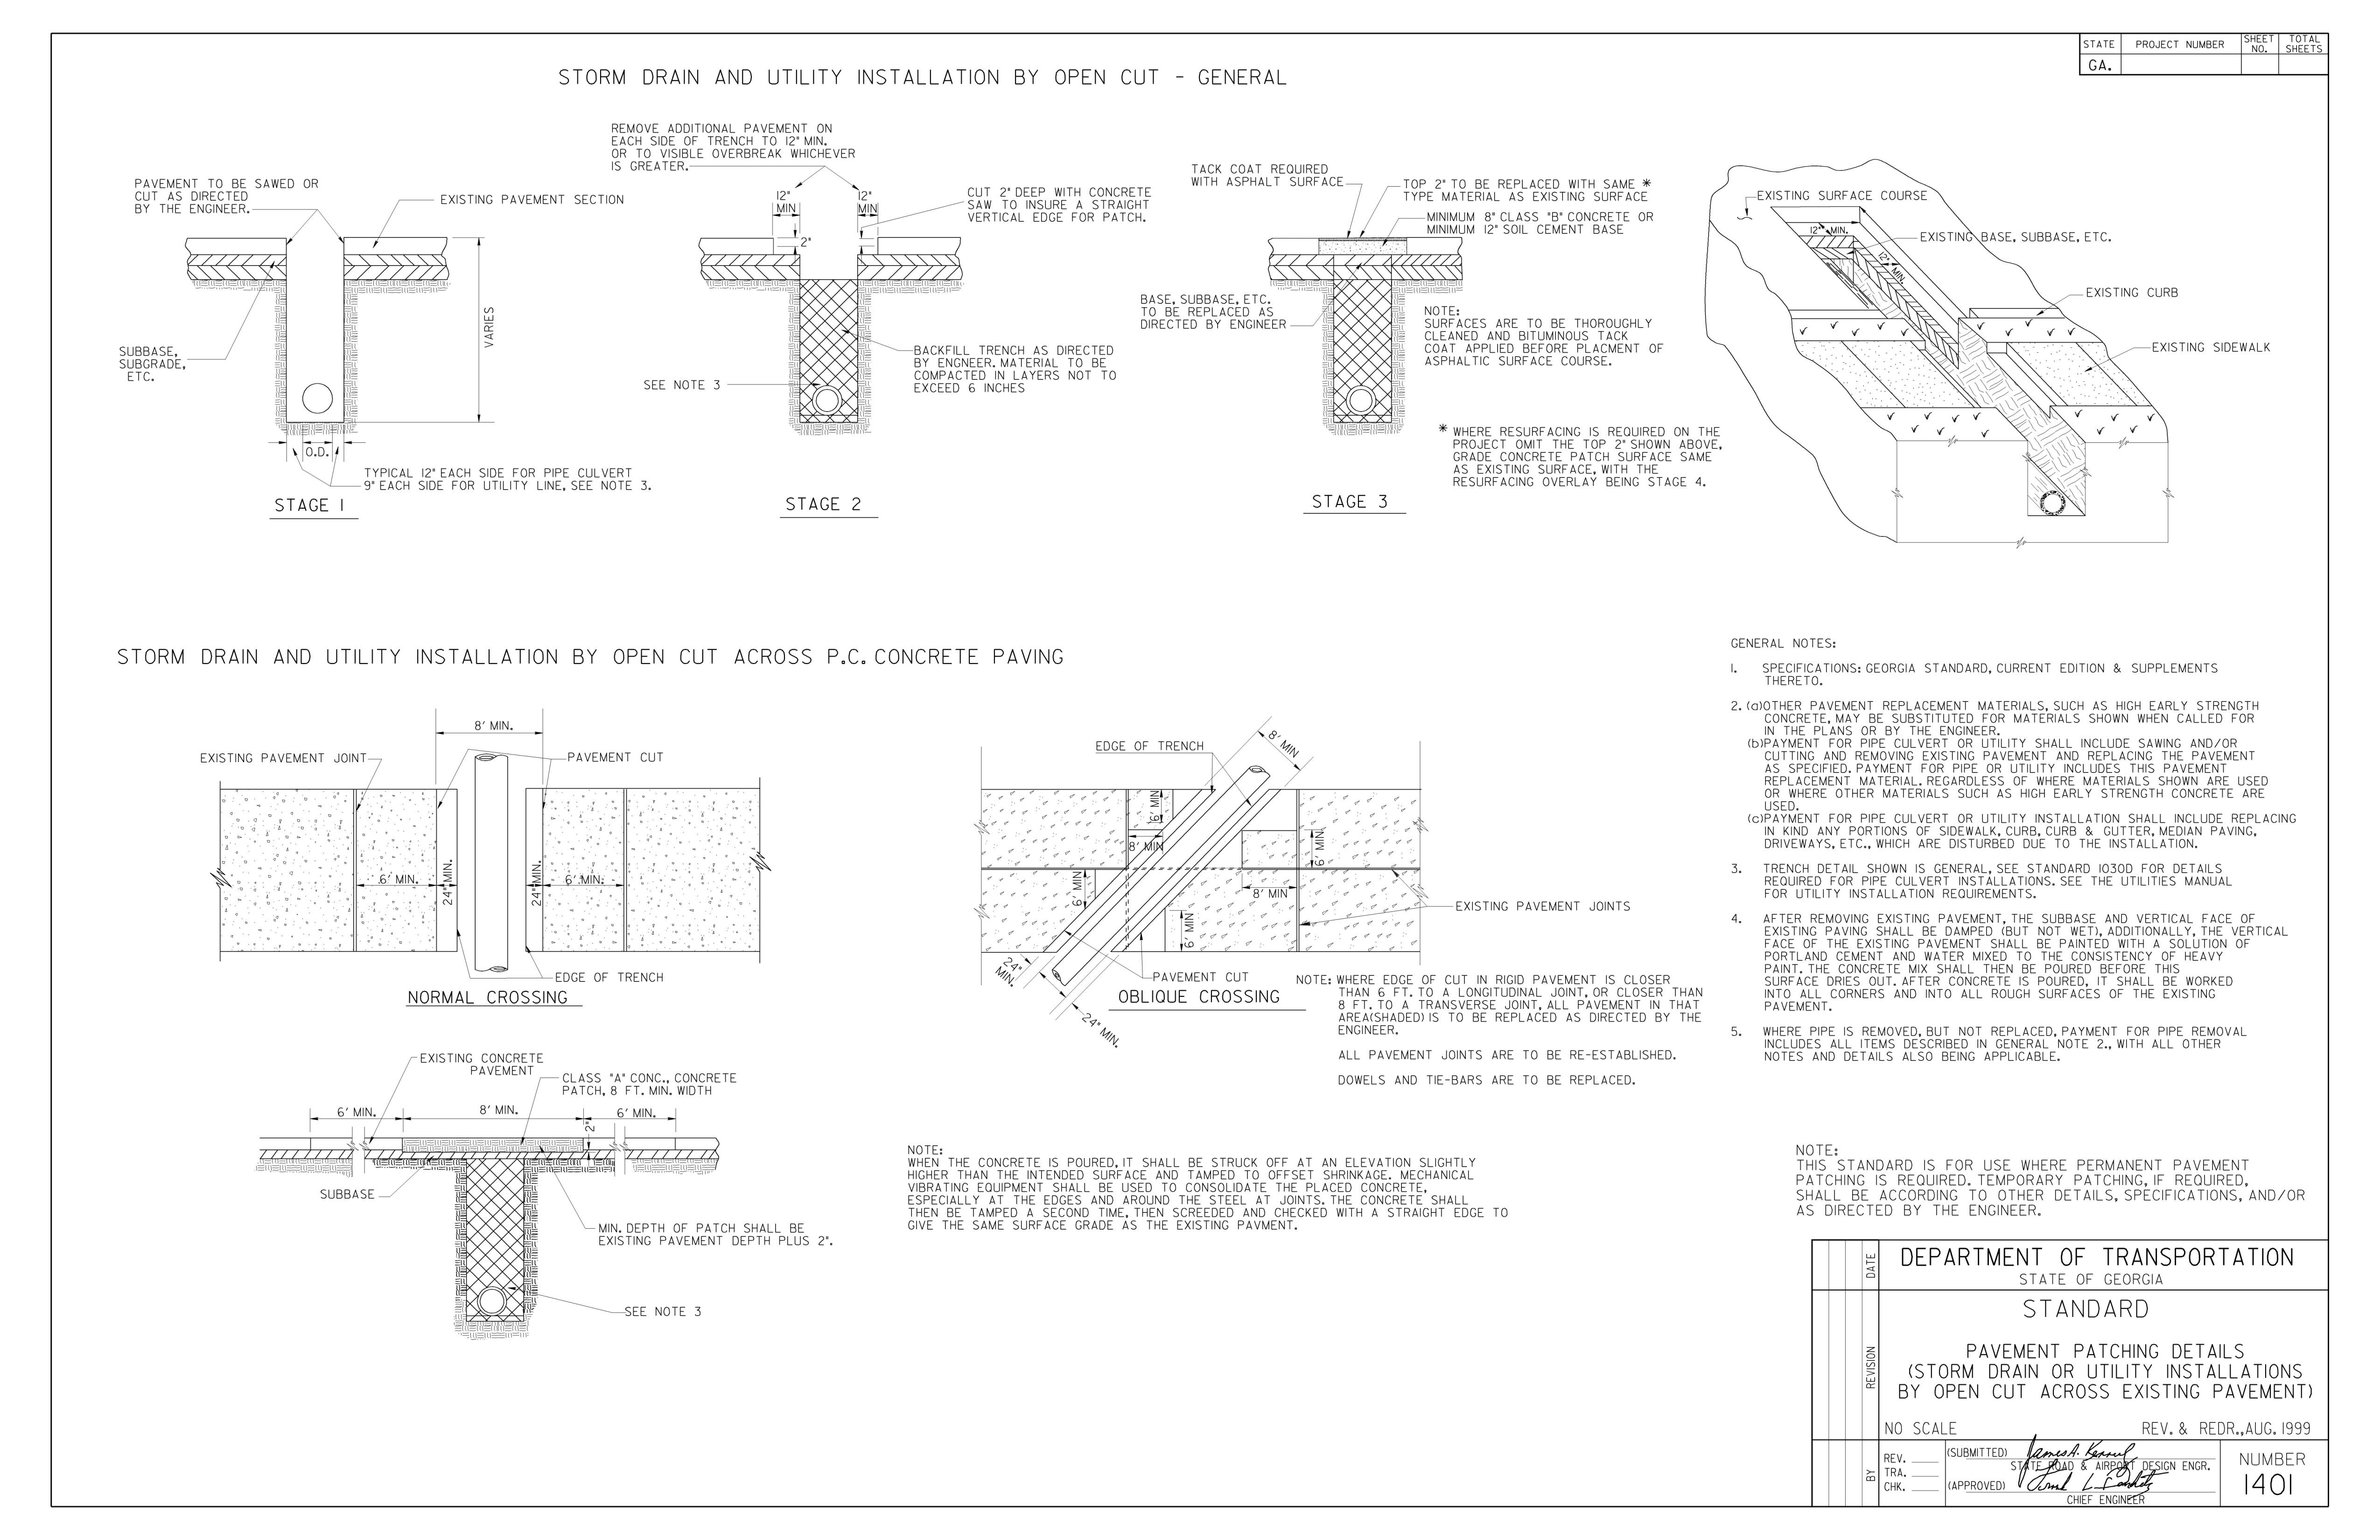 STATE PROJECT NUMBER SHEET NO. TOTAL SHEETS
GA.
STORM DRAIN AND UTILITY INSTALLATION BY OPEN CUT - GENERAL
PAVEMENT TO BE SAWED OR
CUT AS DIRECTED
BY THE ENGINEER.
EXISTING PAVEMENT SECTION
SUBBASE,
SUBGRADE,
ETC.
VARIES
O.D.
TYPICAL 12" EACH SIDE FOR PIPE CULVERT
9" EACH SIDE FOR UTILITY LINE, SEE NOTE 3.
STAGE 1
REMOVE ADDITIONAL PAVEMENT ON
EACH SIDE OF TRENCH TO 12" MIN.
OR TO VISIBLE OVERBREAK WHICHEVER
IS GREATER.
12"
MIN
12"
MIN
2"
CUT 2" DEEP WITH CONCRETE
SAW TO INSURE A STRAIGHT
VERTICAL EDGE FOR PATCH.
SEE NOTE 3
BACKFILL TRENCH AS DIRECTED
BY ENGNEER. MATERIAL TO BE
COMPACTED IN LAYERS NOT TO
EXCEED 6 INCHES
STAGE 2
TACK COAT REQUIRED
WITH ASPHALT SURFACE
TOP 2" TO BE REPLACED WITH SAME *
TYPE MATERIAL AS EXISTING SURFACE
MINIMUM 8" CLASS "B" CONCRETE OR
MINIMUM 12" SOIL CEMENT BASE
BASE, SUBBASE, ETC.
TO BE REPLACED AS
DIRECTED BY ENGINEER
NOTE:
SURFACES ARE TO BE THOROUGHLY
CLEANED AND BITUMINOUS TACK
COAT APPLIED BEFORE PLACMENT OF
ASPHALTIC SURFACE COURSE.
* WHERE RESURFACING IS REQUIRED ON THE
PROJECT OMIT THE TOP 2" SHOWN ABOVE,
GRADE CONCRETE PATCH SURFACE SAME
AS EXISTING SURFACE, WITH THE
RESURFACING OVERLAY BEING STAGE 4.
STAGE 3
EXISTING SURFACE COURSE
12" MIN.
12" MIN.
EXISTING BASE, SUBBASE, ETC.
EXISTING CURB
EXISTING SIDEWALK
STORM DRAIN AND UTILITY INSTALLATION BY OPEN CUT ACROSS P.C. CONCRETE PAVING
8' MIN.
EXISTING PAVEMENT JOINT
PAVEMENT CUT
6' MIN.
24" MIN.
24" MIN.
6' MIN.
EDGE OF TRENCH
NORMAL CROSSING
EDGE OF TRENCH
8' MIN
6' MIN
8' MIN
6' MIN
6' MIN
8' MIN
6' MIN
EXISTING PAVEMENT JOINTS
24"
MIN.
24" MIN.
PAVEMENT CUT
OBLIQUE CROSSING
NOTE: WHERE EDGE OF CUT IN RIGID PAVEMENT IS CLOSER
THAN 6 FT. TO A LONGITUDINAL JOINT, OR CLOSER THAN
8 FT. TO A TRANSVERSE JOINT, ALL PAVEMENT IN THAT
AREA(SHADED) IS TO BE REPLACED AS DIRECTED BY THE
ENGINEER.
ALL PAVEMENT JOINTS ARE TO BE RE-ESTABLISHED.
DOWELS AND TIE-BARS ARE TO BE REPLACED.
EXISTING CONCRETE
PAVEMENT
CLASS "A" CONC., CONCRETE
PATCH, 8 FT. MIN. WIDTH
6' MIN.
8' MIN.
6' MIN.
2"
SUBBASE
MIN. DEPTH OF PATCH SHALL BE
EXISTING PAVEMENT DEPTH PLUS 2".
SEE NOTE 3
NOTE:
WHEN THE CONCRETE IS POURED, IT SHALL BE STRUCK OFF AT AN ELEVATION SLIGHTLY
HIGHER THAN THE INTENDED SURFACE AND TAMPED TO OFFSET SHRINKAGE. MECHANICAL
VIBRATING EQUIPMENT SHALL BE USED TO CONSOLIDATE THE PLACED CONCRETE,
ESPECIALLY AT THE EDGES AND AROUND THE STEEL AT JOINTS. THE CONCRETE SHALL
THEN BE TAMPED A SECOND TIME, THEN SCREEDED AND CHECKED WITH A STRAIGHT EDGE TO
GIVE THE SAME SURFACE GRADE AS THE EXISTING PAVMENT.
GENERAL NOTES:
1. SPECIFICATIONS: GEORGIA STANDARD, CURRENT EDITION & SUPPLEMENTS
THERETO.
2. (a)OTHER PAVEMENT REPLACEMENT MATERIALS, SUCH AS HIGH EARLY STRENGTH
CONCRETE, MAY BE SUBSTITUTED FOR MATERIALS SHOWN WHEN CALLED FOR
IN THE PLANS OR BY THE ENGINEER.
(b)PAYMENT FOR PIPE CULVERT OR UTILITY SHALL INCLUDE SAWING AND/OR
CUTTING AND REMOVING EXISTING PAVEMENT AND REPLACING THE PAVEMENT
AS SPECIFIED. PAYMENT FOR PIPE OR UTILITY INCLUDES THIS PAVEMENT
REPLACEMENT MATERIAL. REGARDLESS OF WHERE MATERIALS SHOWN ARE USED
OR WHERE OTHER MATERIALS SUCH AS HIGH EARLY STRENGTH CONCRETE ARE
USED.
(c)PAYMENT FOR PIPE CULVERT OR UTILITY INSTALLATION SHALL INCLUDE REPLACING
IN KIND ANY PORTIONS OF SIDEWALK, CURB, CURB & GUTTER, MEDIAN PAVING,
DRIVEWAYS, ETC., WHICH ARE DISTURBED DUE TO THE INSTALLATION.
3. TRENCH DETAIL SHOWN IS GENERAL, SEE STANDARD 1030D FOR DETAILS
REQUIRED FOR PIPE CULVERT INSTALLATIONS. SEE THE UTILITIES MANUAL
FOR UTILITY INSTALLATION REQUIREMENTS.
4. AFTER REMOVING EXISTING PAVEMENT, THE SUBBASE AND VERTICAL FACE OF
EXISTING PAVING SHALL BE DAMPED (BUT NOT WET), ADDITIONALLY, THE VERTICAL
FACE OF THE EXISTING PAVEMENT SHALL BE PAINTED WITH A SOLUTION OF
PORTLAND CEMENT AND WATER MIXED TO THE CONSISTENCY OF HEAVY
PAINT. THE CONCRETE MIX SHALL THEN BE POURED BEFORE THIS
SURFACE DRIES OUT. AFTER CONCRETE IS POURED, IT SHALL BE WORKED
INTO ALL CORNERS AND INTO ALL ROUGH SURFACES OF THE EXISTING
PAVEMENT.
5. WHERE PIPE IS REMOVED, BUT NOT REPLACED, PAYMENT FOR PIPE REMOVAL
INCLUDES ALL ITEMS DESCRIBED IN GENERAL NOTE 2., WITH ALL OTHER
NOTES AND DETAILS ALSO BEING APPLICABLE.
NOTE:
THIS STANDARD IS FOR USE WHERE PERMANENT PAVEMENT
PATCHING IS REQUIRED. TEMPORARY PATCHING, IF REQUIRED,
SHALL BE ACCORDING TO OTHER DETAILS, SPECIFICATIONS, AND/OR
AS DIRECTED BY THE ENGINEER.
DATE
REVISION
BY
DEPARTMENT OF TRANSPORTATION
STATE OF GEORGIA
STANDARD
PAVEMENT PATCHING DETAILS
(STORM DRAIN OR UTILITY INSTALLATIONS
BY OPEN CUT ACROSS EXISTING PAVEMENT)
NO SCALE REV. & REDR., AUG. 1999
REV.
TRA.
CHK.
(SUBMITTED) James A.
STATE ROAD & AIRPORT DESIGN ENGR.
(APPROVED)
CHIEF ENGINEER
NUMBER
1401